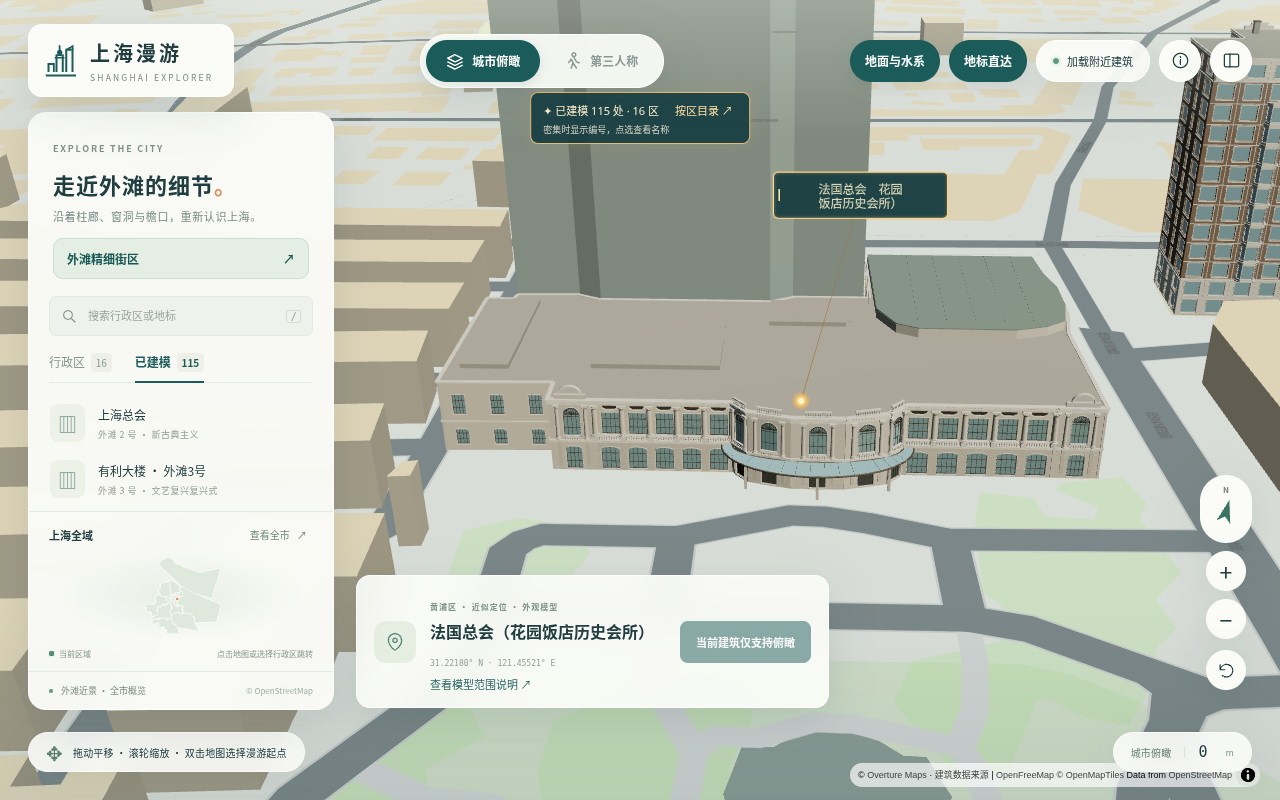 上海漫游
SHANGHAI EXPLORER
城市俯瞰
第三人称
地面与水系
地标直达
加载附近建筑
✦ 已建模 115 处 · 16 区 按区目录 ↗
密集时显示编号，点选查看名称
EXPLORE THE CITY
走近外滩的细节。
沿着柱廊、窗洞与檐口，重新认识上海。
外滩精细街区 ↗
搜索行政区或地标 /
行政区 16
已建模 115
上海总会
外滩 2 号 · 新古典主义
有利大楼 · 外滩3号
外滩 3 号 · 文艺复兴复兴式
上海全域
查看全市 ↗
当前区域
点击地图或选择行政区跳转
外滩近景 · 全市概览
© OpenStreetMap
拖动平移 · 滚轮缩放 · 双击地图选择漫游起点
法国总会 花园
饭店历史会所）
黄浦区 · 近似定位 · 外观模型
法国总会（花园饭店历史会所）
31.22180° N · 121.45521° E
查看模型范围说明 ↗
当前建筑仅支持俯瞰
N
+
−
城市俯瞰 0 m
© Overture Maps · 建筑数据来源 | OpenFreeMap © OpenMapTiles Data from OpenStreetMap